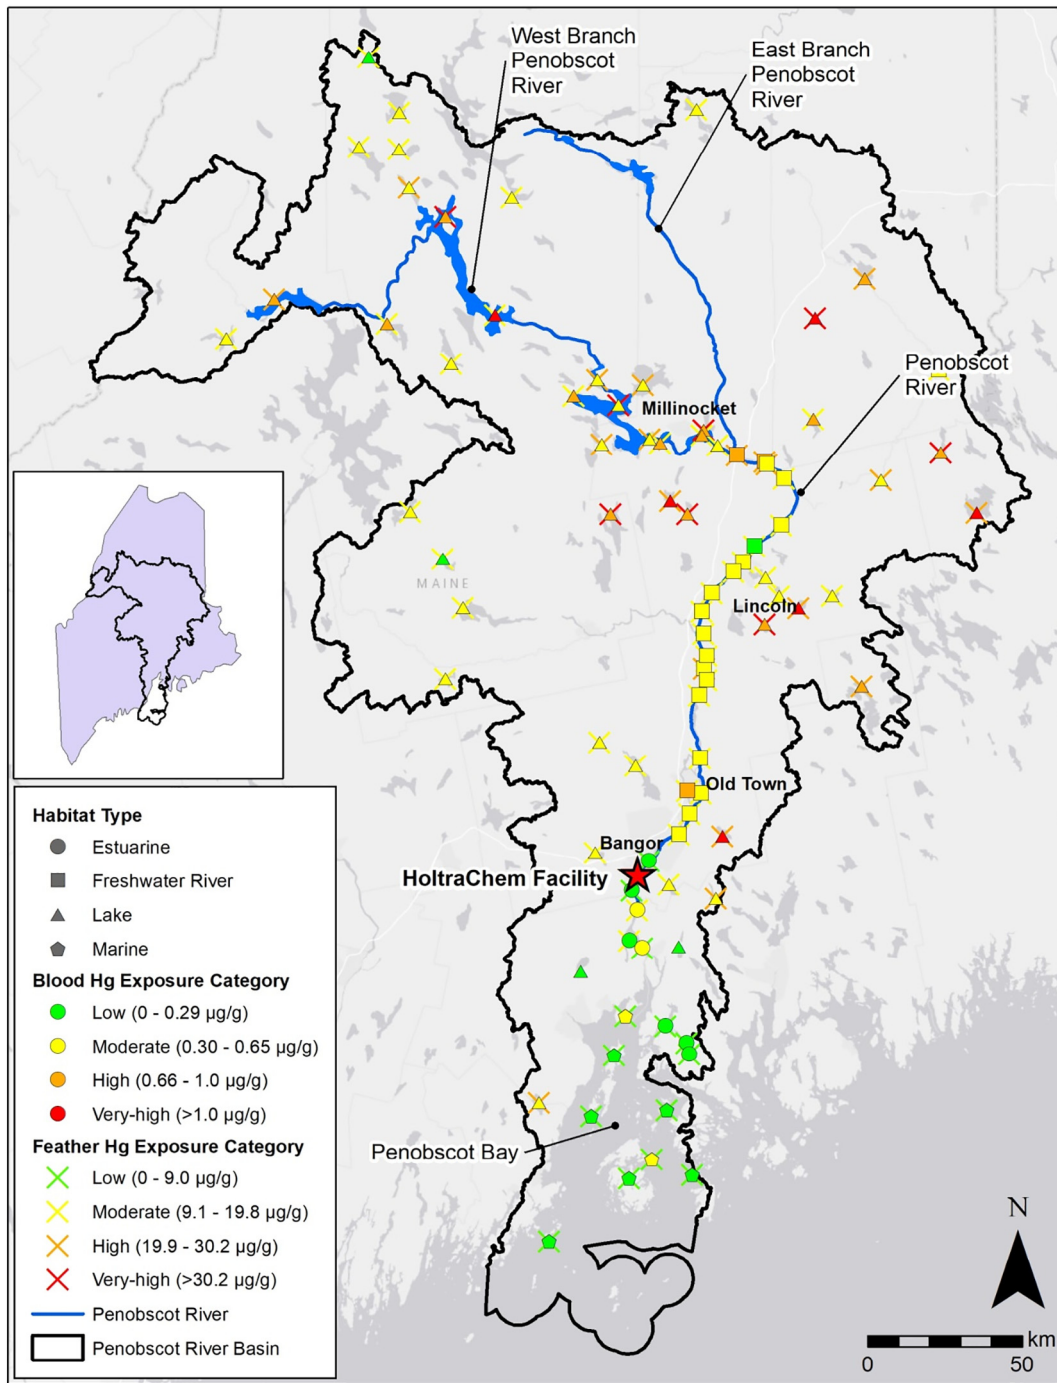 West Branch
Penobscot
River
East Branch
Penobscot
River
Penobscot
River
Millinocket
MAINE
Lincoln
Old Town
Bangor
HoltraChem Facility
Penobscot Bay
Habitat Type
Estuarine
Freshwater River
Lake
Marine
Blood Hg Exposure Category
Low (0 - 0.29 µg/g)
Moderate (0.30 - 0.65 µg/g)
High (0.66 - 1.0 µg/g)
Very-high (>1.0 µg/g)
Feather Hg Exposure Category
Low (0 - 9.0 µg/g)
Moderate (9.1 - 19.8 µg/g)
High (19.9 - 30.2 µg/g)
Very-high (>30.2 µg/g)
Penobscot River
Penobscot River Basin
N
km
0 50